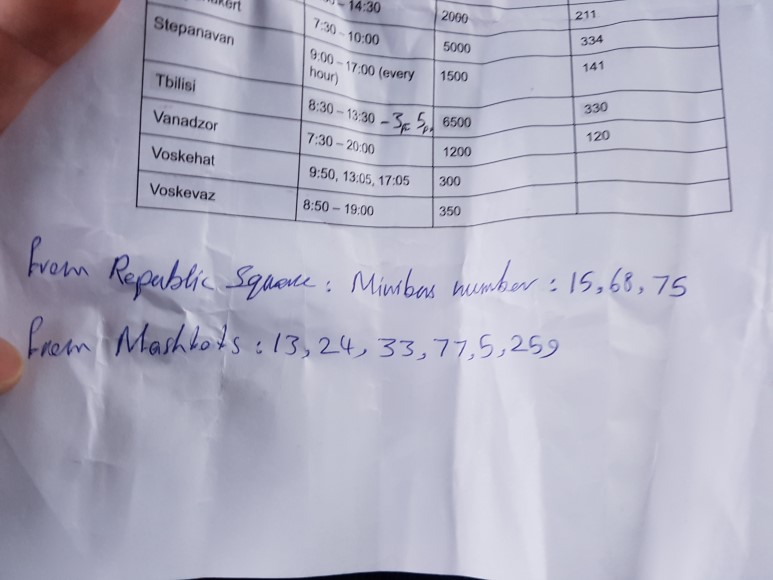 14:30 2000 211
7:30 – 10:00 5000 334
Stepanavan 9:00 – 17:00 (every 1500 141
hour)
Tbilisi 8:30 – 13:30 – 3pc 5pc 6500 330
Vanadzor 7:30 – 20:00 1200 120
Voskehat 9:50, 13:05, 17:05 300
Voskevaz 8:50 – 19:00 350
From Republic Square : Minibus number : 15, 68, 75
From Mashtots : 13, 24, 33, 77, 5, 259